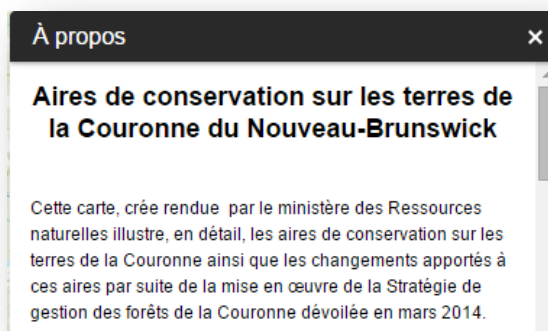 À propos ×
Aires de conservation sur les terres de
la Couronne du Nouveau-Brunswick
Cette carte, crée rendue  par le ministère des Ressources
naturelles illustre, en détail, les aires de conservation sur les
terres de la Couronne ainsi que les changements apportés à
ces aires par suite de la mise en œuvre de la Stratégie de
gestion des forêts de la Couronne dévoilée en mars 2014.